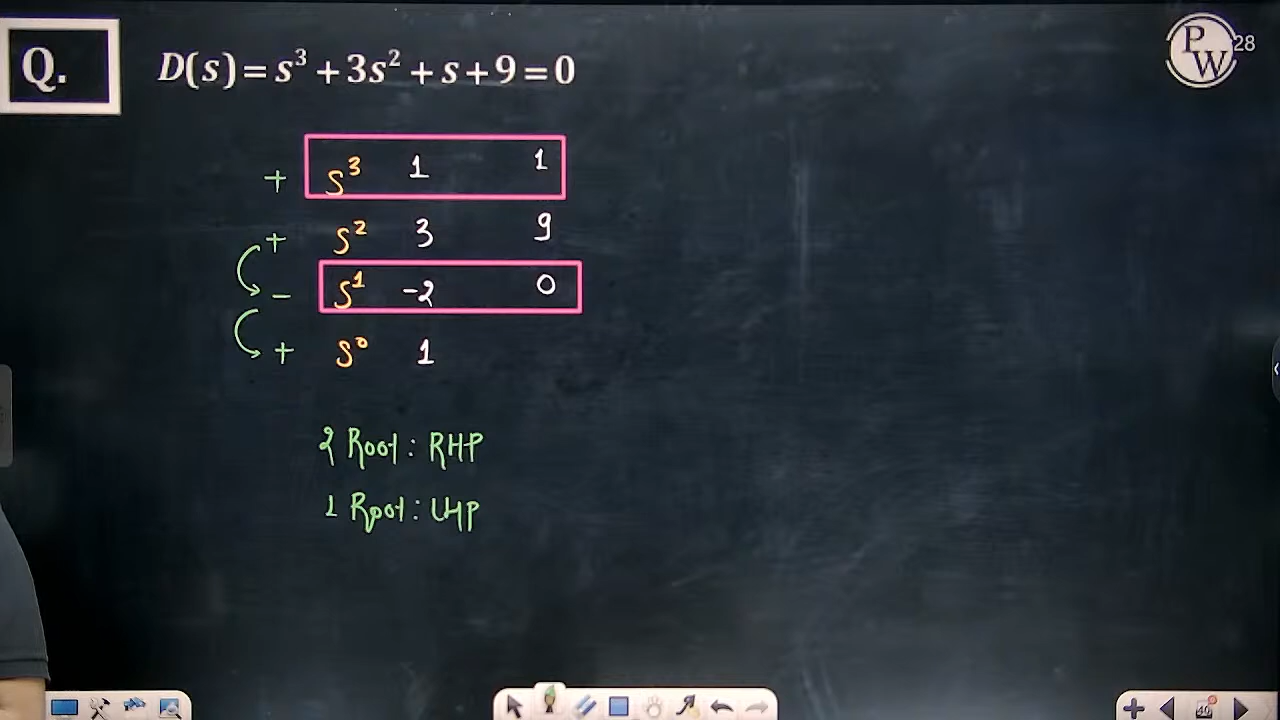 Q. D(s) = s³ + 3s² + s + 9 = 0
PW 28
+ s³ 1 1
+ s² 3 9
- s¹ -2 0
+ s⁰ 1
2 Root : RHP
1 Root : LHP
40